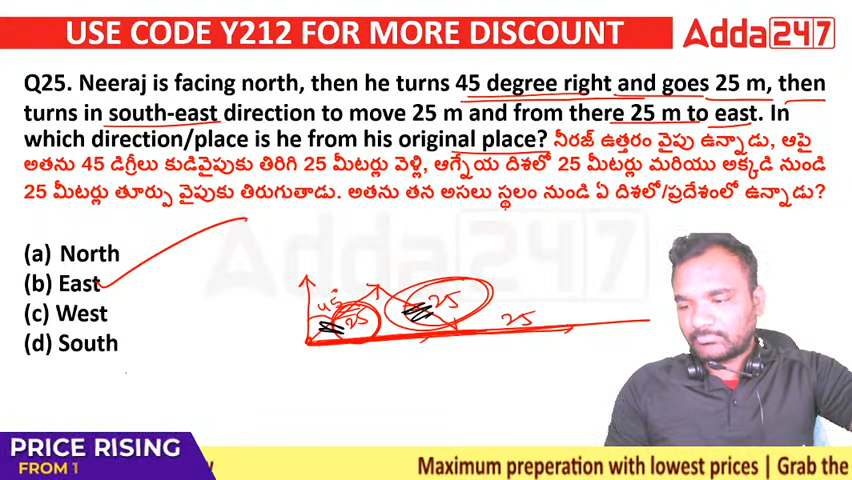 USE CODE Y212 FOR MORE DISCOUNT
Adda247
Q25. Neeraj is facing north, then he turns 45 degree right and goes 25 m, then
turns in south-east direction to move 25 m and from there 25 m to east. In
which direction/place is he from his original place? నీరజ్ ఉత్తరం వైపు ఉన్నాడు, ఆపై
అతను 45 డిగ్రీలు కుడివైపుకు తిరిగి 25 మీటర్లు వెళ్లి, ఆగ్నేయ దిశలో 25 మీటర్లు మరియు అక్కడి నుండి
25 మీటర్లు తూర్పు వైపుకు తిరుగుతాడు. అతను తన అసలు స్థలం నుండి ఏ దిశలో/ప్రదేశంలో ఉన్నాడు?
Adda247
(a) North
(b) East
(c) West
(d) South
45
25
25
25
PRICE RISING
FROM 1
Maximum preperation with lowest prices | Grab the